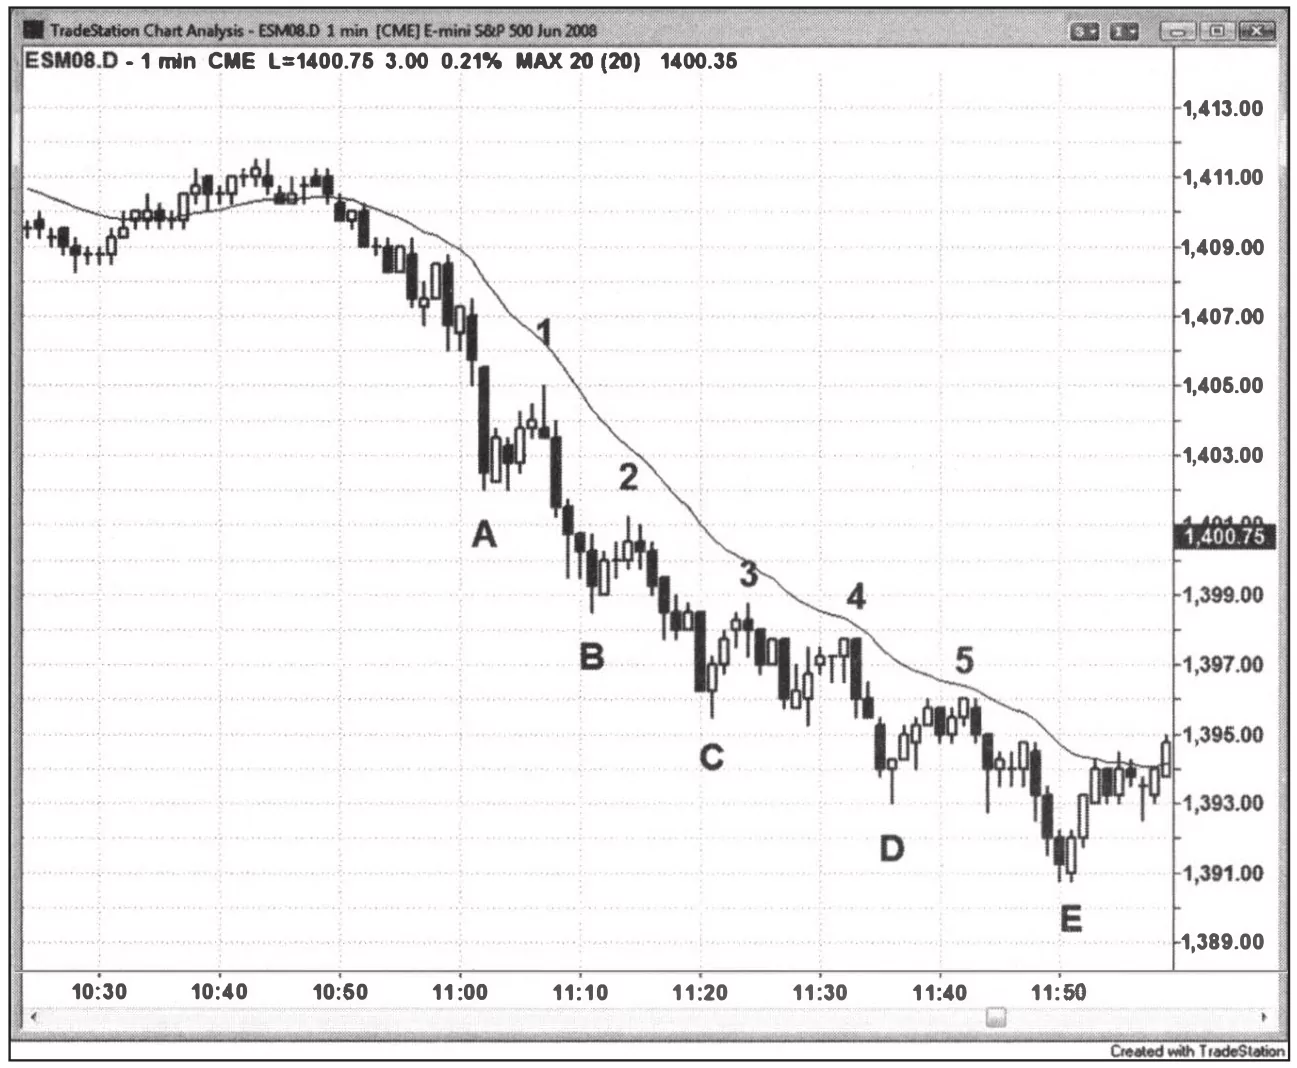 TradeStation Chart Analysis - ESM08.D 1 min [CME] E-mini S&P 500 Jun 2008
ESM08.D - 1 min CME L=1400.75 3.00 0.21% MAX 20 (20) 1400.35
1,413.00
1,411.00
1,409.00
1,407.00
1,405.00
1,403.00
1,401.00
1,400.75
1,399.00
1,397.00
1,395.00
1,393.00
1,391.00
1,389.00
1
2
3
4
5
A
B
C
D
E
10:30 10:40 10:50 11:00 11:10 11:20 11:30 11:40 11:50
Created with TradeStation